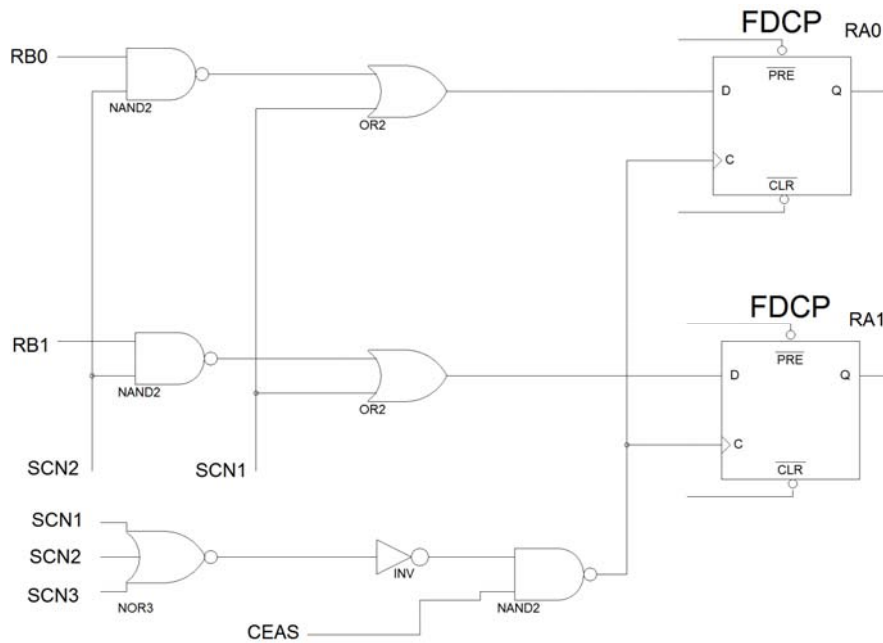 FDCP
RA0
RB0
PRE
D
Q
NAND2
OR2
C
CLR
FDCP
RA1
RB1
PRE
D
Q
NAND2
OR2
C
SCN2
SCN1
CLR
SCN1
SCN2
INV
SCN3
NOR3
NAND2
CEAS